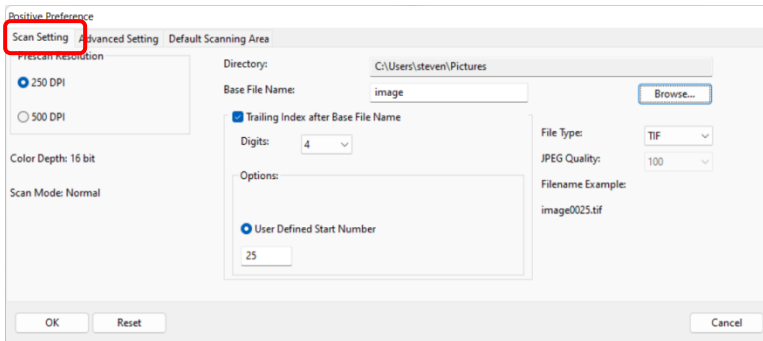 Positive Preference
Scan Setting
Advanced Setting
Default Scanning Area
Prescan Resolution
250 DPI
500 DPI
Color Depth: 16 bit
Scan Mode: Normal
Directory:
C:\Users\steven\Pictures
Base File Name:
image
Browse...
Trailing Index after Base File Name
Digits:
4
Options:
User Defined Start Number
25
File Type:
TIF
JPEG Quality:
100
Filename Example:
image0025.tif
OK
Reset
Cancel